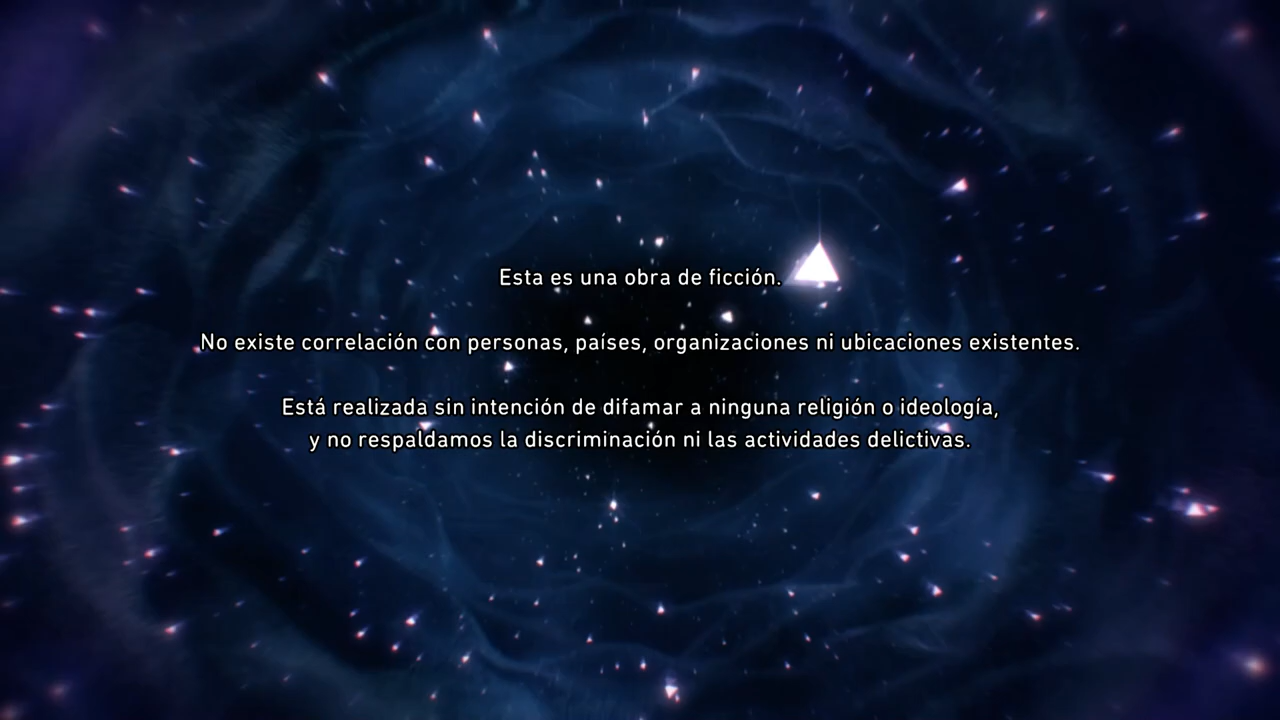 Esta es una obra de ficción.
No existe correlación con personas, países, organizaciones ni ubicaciones existentes.
Está realizada sin intención de difamar a ninguna religión o ideología,
y no respaldamos la discriminación ni las actividades delictivas.